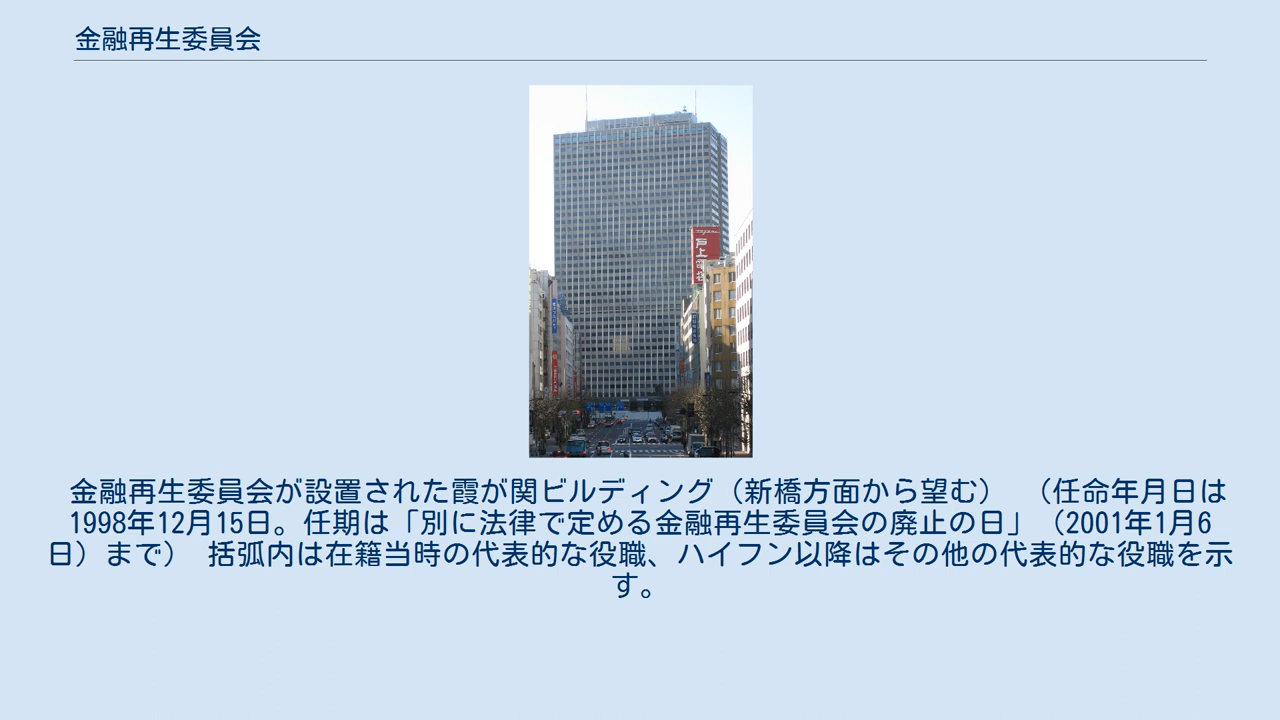 金融再生委員会
戸上電
金融再生委員会が設置された霞が関ビルディング（新橋方面から望む） （任命年月日は
1998年12月15日。任期は「別に法律で定める金融再生委員会の廃止の日」（2001年1月6
日）まで） 括弧内は在籍当時の代表的な役職、ハイフン以降はその他の代表的な役職を示
す。